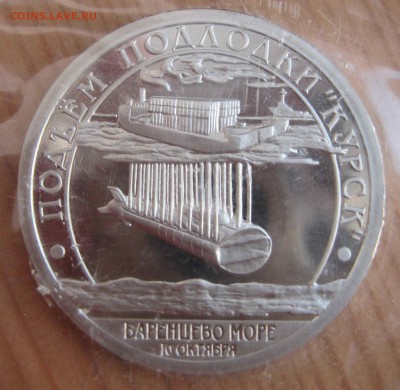 COINS.LAVE.RU
• ПОДЪЁМ ПОДЛОДКИ "КУРСК" •
БАРЕНЦЕВО МОРЕ
10 ОКТЯБРЯ